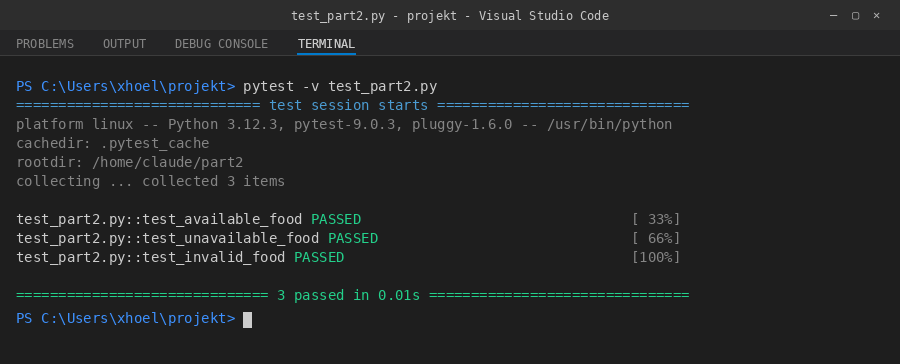 test_part2.py - projekt - Visual Studio Code
PROBLEMS OUTPUT DEBUG CONSOLE TERMINAL
PS C:\Users\xhoel\projekt> pytest -v test_part2.py
============================= test session starts ==============================
platform linux -- Python 3.12.3, pytest-9.0.3, pluggy-1.6.0 -- /usr/bin/python
cachedir: .pytest_cache
rootdir: /home/claude/part2
collecting ... collected 3 items
test_part2.py::test_available_food PASSED [ 33%]
test_part2.py::test_unavailable_food PASSED [ 66%]
test_part2.py::test_invalid_food PASSED [100%]
============================== 3 passed in 0.01s ===============================
PS C:\Users\xhoel\projekt>